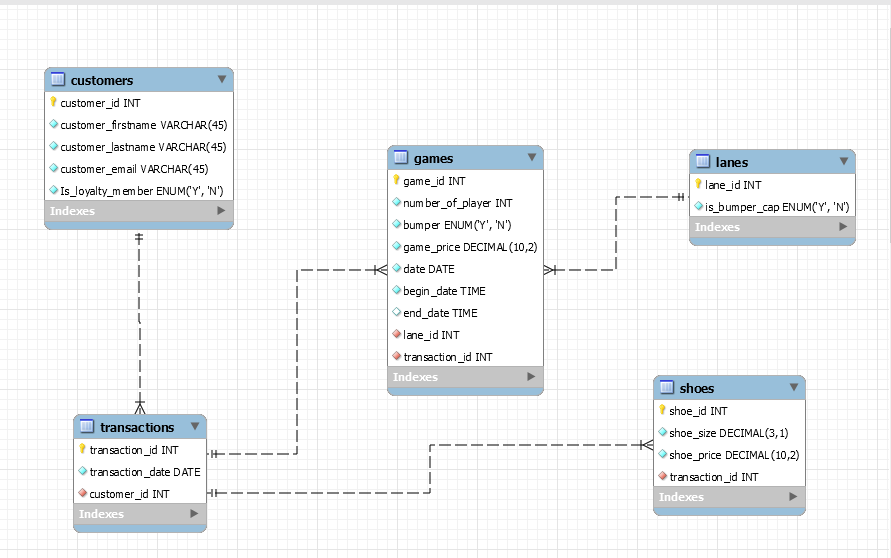 customers
customer_id INT
customer_firstname VARCHAR(45)
customer_lastname VARCHAR(45)
customer_email VARCHAR(45)
Is_loyalty_member ENUM('Y', 'N')
Indexes
games
game_id INT
number_of_player INT
bumper ENUM('Y', 'N')
game_price DECIMAL(10,2)
date DATE
begin_date TIME
end_date TIME
lane_id INT
transaction_id INT
Indexes
lanes
lane_id INT
is_bumper_cap ENUM('Y', 'N')
Indexes
transactions
transaction_id INT
transaction_date DATE
customer_id INT
Indexes
shoes
shoe_id INT
shoe_size DECIMAL(3,1)
shoe_price DECIMAL(10,2)
transaction_id INT
Indexes